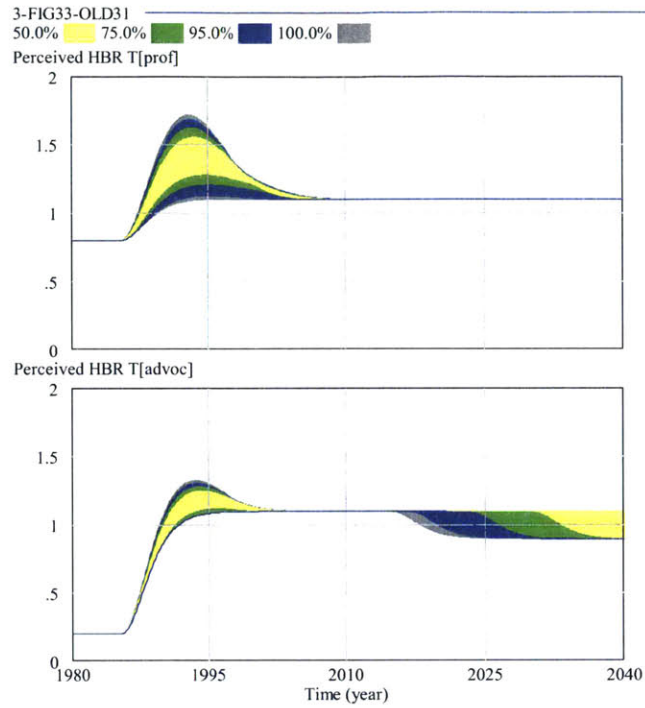 3-FIG33-OLD31
50.0% 75.0% 95.0% 100.0%
Perceived HBR T[prof]
2
1.5
1
.5
0
Perceived HBR T[advoc]
2
1.5
1
.5
0
1980 1995 2010 2025 2040
Time (year)